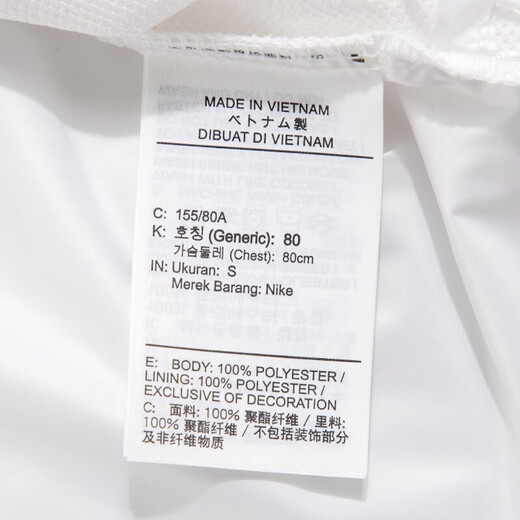 MADE IN VIETNAM
ベトナム製
DIBUAT DI VIETNAM
C: 155/80A
K: 호칭 (Generic): 80
가슴둘레 (Chest): 80cm
IN: Ukuran: S
Merek Barang: Nike
E: BODY: 100% POLYESTER /
LINING: 100% POLYESTER /
EXCLUSIVE OF DECORATION
C: 面料: 100% 聚酯纤维 / 里料:
100% 聚酯纤维 / 不包括装饰部分
及非纤维物质